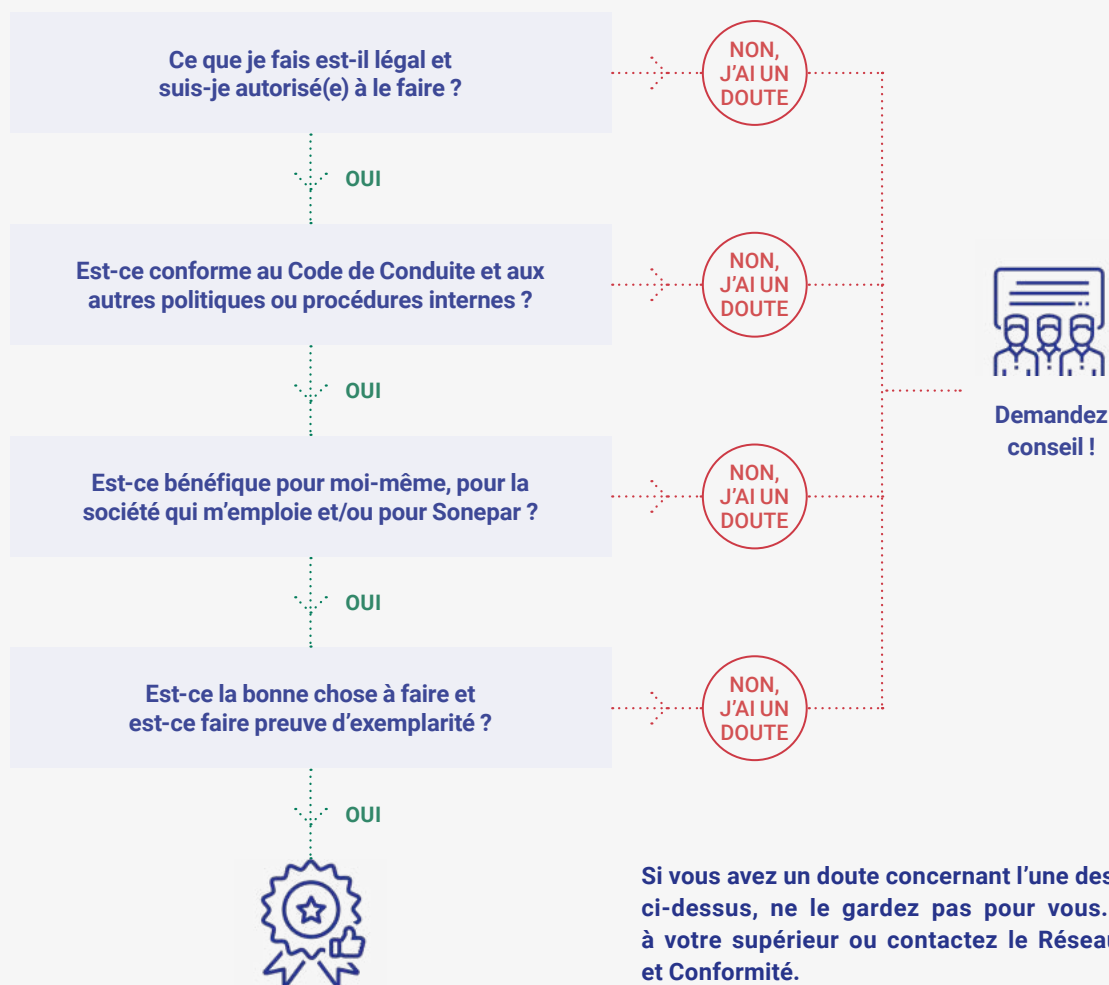 Ce que je fais est-il légal et
suis-je autorisé(e) à le faire ?
NON,
J'AI UN
DOUTE
OUI
Est-ce conforme au Code de Conduite et aux
autres politiques ou procédures internes ?
NON,
J'AI UN
DOUTE
OUI
Est-ce bénéfique pour moi-même, pour la
société qui m'emploie et/ou pour Sonepar ?
NON,
J'AI UN
DOUTE
OUI
Est-ce la bonne chose à faire et
est-ce faire preuve d'exemplarité ?
NON,
J'AI UN
DOUTE
OUI
Demandez
conseil !
Si vous avez un doute concernant l'une des
ci-dessus, ne le gardez pas pour vous.
à votre supérieur ou contactez le Réseau
et Conformité.